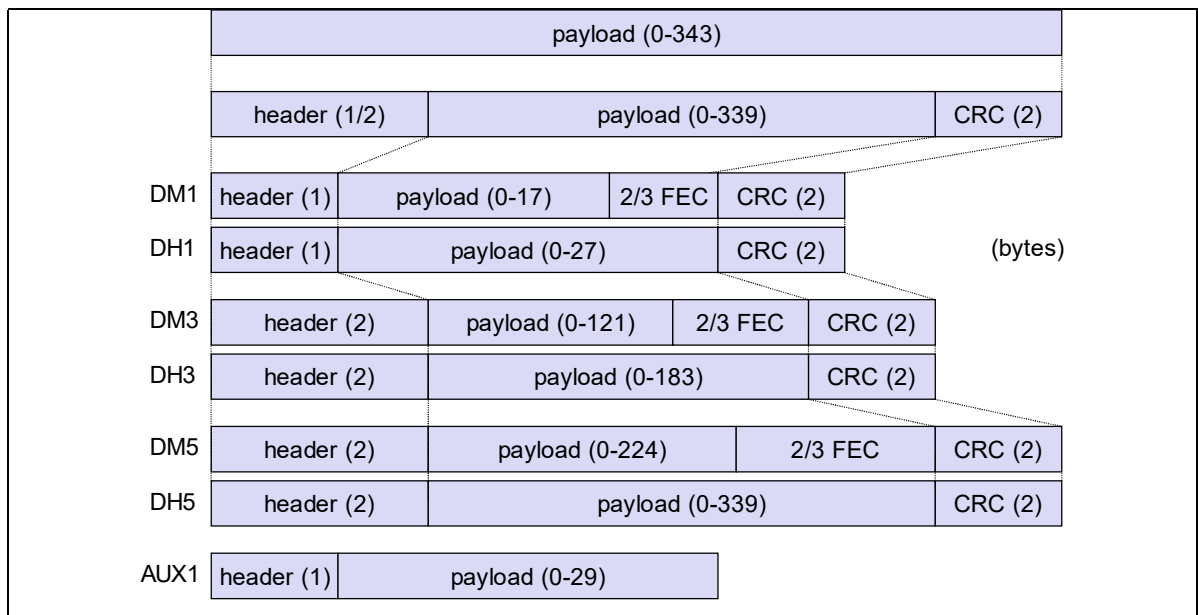 payload (0-343)
header (1/2) payload (0-339) CRC (2)
DM1 header (1) payload (0-17) 2/3 FEC CRC (2)
DH1 header (1) payload (0-27) CRC (2) (bytes)
DM3 header (2) payload (0-121) 2/3 FEC CRC (2)
DH3 header (2) payload (0-183) CRC (2)
DM5 header (2) payload (0-224) 2/3 FEC CRC (2)
DH5 header (2) payload (0-339) CRC (2)
AUX1 header (1) payload (0-29)